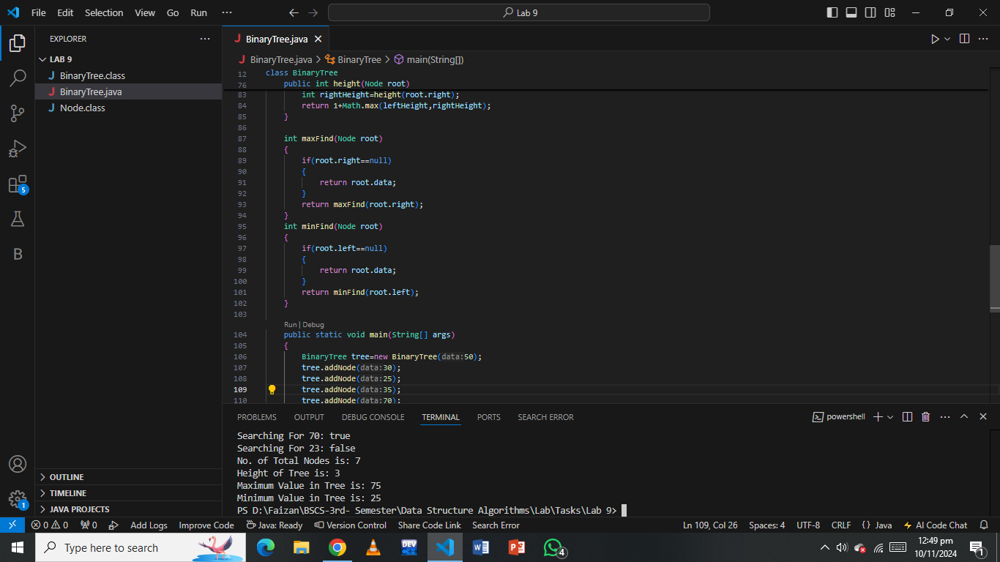 File Edit Selection View Go Run ··· Lab 9
EXPLORER ···
LAB 9
BinaryTree.class
BinaryTree.java
Node.class
OUTLINE
TIMELINE
JAVA PROJECTS
5
B
1
BinaryTree.java
BinaryTree.java > BinaryTree > main(String[])
12 class BinaryTree
76 public int height(Node root)
83 int rightHeight=height(root.right);
84 return 1+Math.max(leftHeight,rightHeight);
85 }
86
87 int maxFind(Node root)
88 {
89 if(root.right==null)
90 {
91 return root.data;
92 }
93 return maxFind(root.right);
94 }
95 int minFind(Node root)
96 {
97 if(root.left==null)
98 {
99 return root.data;
100 }
101 return minFind(root.left);
102 }
103
Run | Debug
104 public static void main(String[] args)
105 {
106 BinaryTree tree=new BinaryTree(data:50);
107 tree.addNode(data:30);
108 tree.addNode(data:25);
109 tree.addNode(data:35);
110 tree.addNode(data:70);
PROBLEMS OUTPUT DEBUG CONSOLE TERMINAL PORTS SEARCH ERROR powershell
Searching For 70: true
Searching For 23: false
No. of Total Nodes is: 7
Height of Tree is: 3
Maximum Value in Tree is: 75
Minimum Value in Tree is: 25
PS D:\Faizan\BSCS-3rd- Semester\Data Structure Algorithms\Lab\Tasks\Lab 9>
0 0 0 Add Logs Improve Code Java: Ready Version Control Share Code Link Search Error Ln 109, Col 26 Spaces: 4 UTF-8 CRLF {} Java AI Code Chat
Type here to search DEV 4 12:49 pm
10/11/2024 1